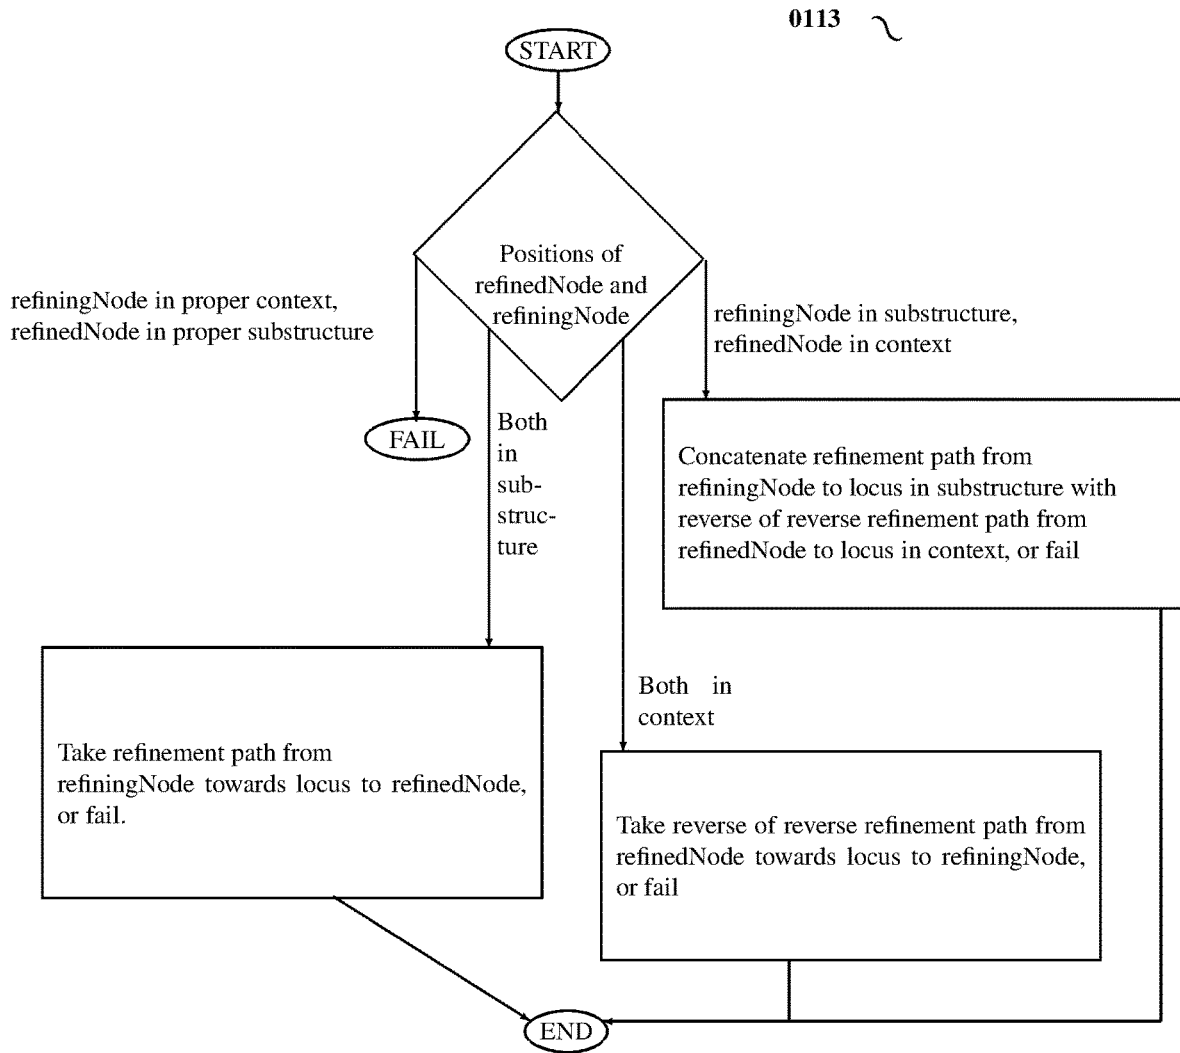 0113
START
Positions of
refinedNode and
refiningNode
refiningNode in proper context,
refinedNode in proper substructure
refiningNode in substructure,
refinedNode in context
FAIL
Both
in
sub-
struc-
ture
Concatenate refinement path from
refiningNode to locus in substructure with
reverse of reverse refinement path from
refinedNode to locus in context, or fail
Both in
context
Take refinement path from
refiningNode towards locus to refinedNode,
or fail.
Take reverse of reverse refinement path from
refinedNode towards locus to refiningNode,
or fail
END